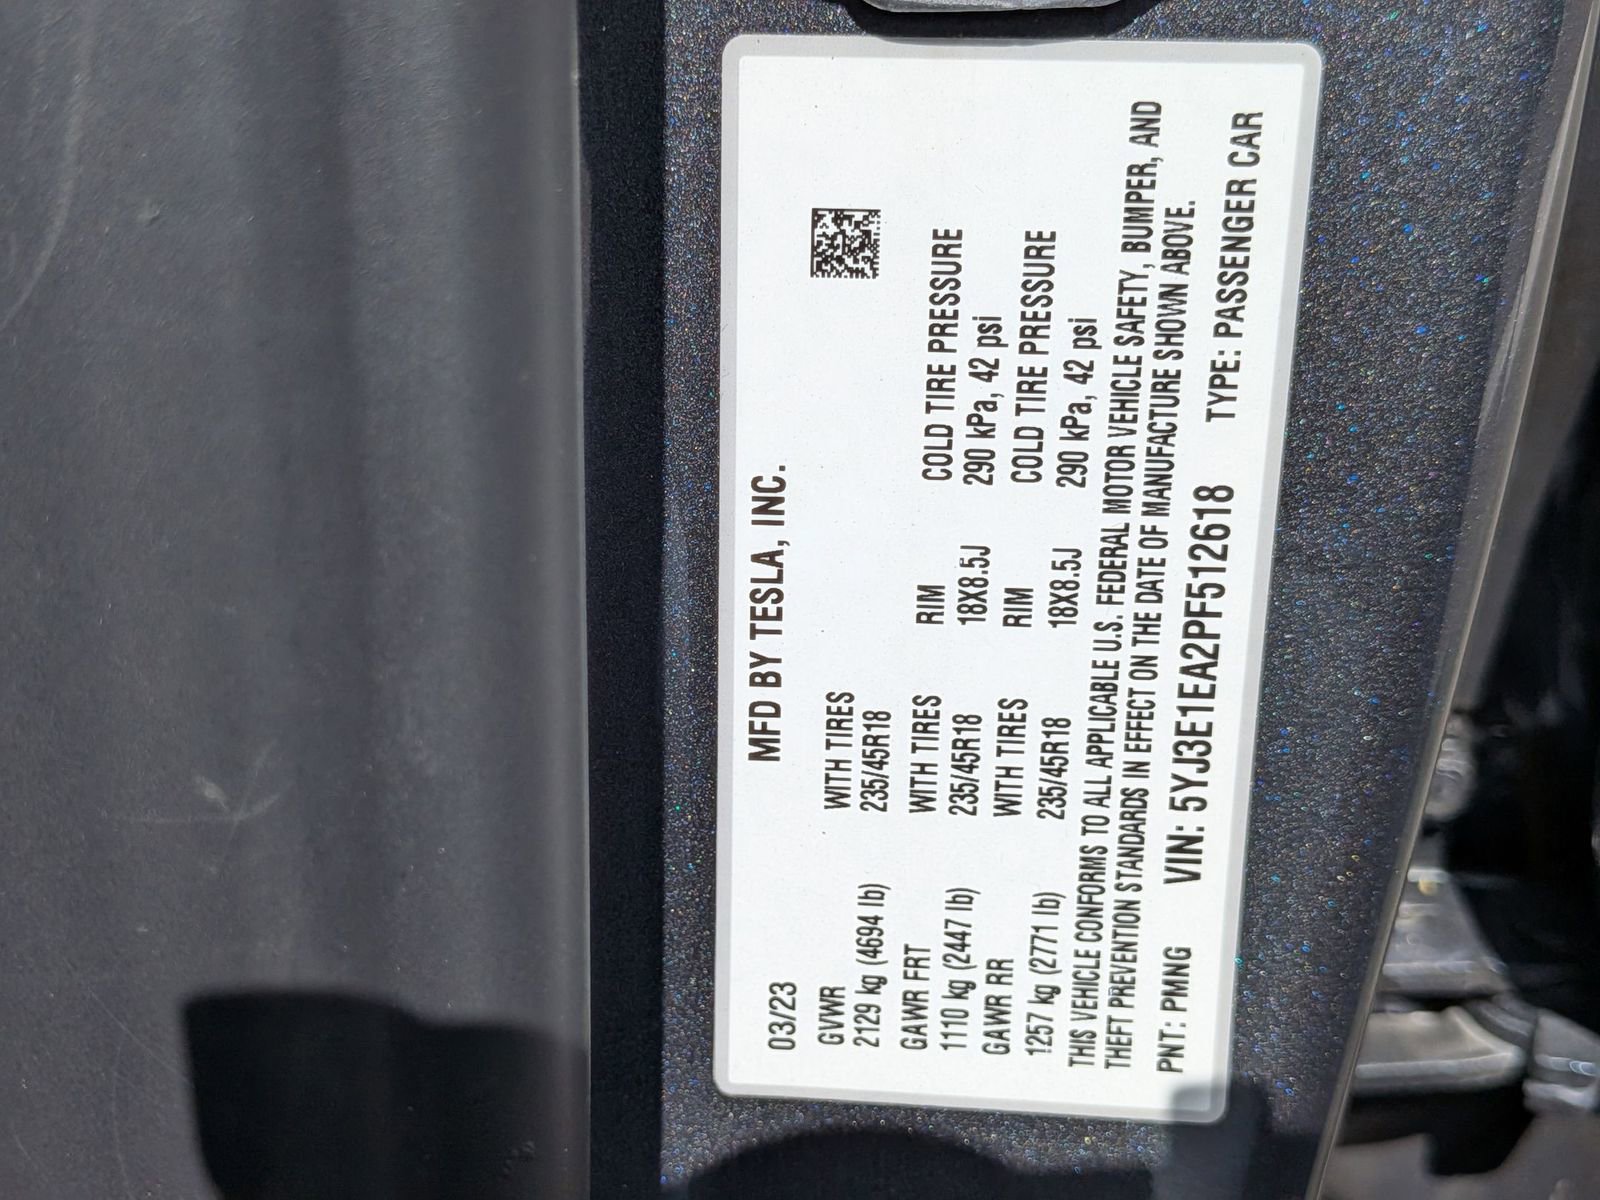 MFD BY TESLA, INC.
03/23
GVWR WITH TIRES
2129 kg (4694 lb) 235/45R18
GAWR FRT WITH TIRES RIM COLD TIRE PRESSURE
1110 kg (2447 lb) 235/45R18 18X8.5J 290 kPa, 42 psi
GAWR RR WITH TIRES RIM COLD TIRE PRESSURE
1257 kg (2771 lb) 235/45R18 18X8.5J 290 kPa, 42 psi
THIS VEHICLE CONFORMS TO ALL APPLICABLE U.S. FEDERAL MOTOR VEHICLE SAFETY, BUMPER, AND
THEFT PREVENTION STANDARDS IN EFFECT ON THE DATE OF MANUFACTURE SHOWN ABOVE.
PNT: PMNG VIN: 5YJ3E1EA2PF512618 TYPE: PASSENGER CAR